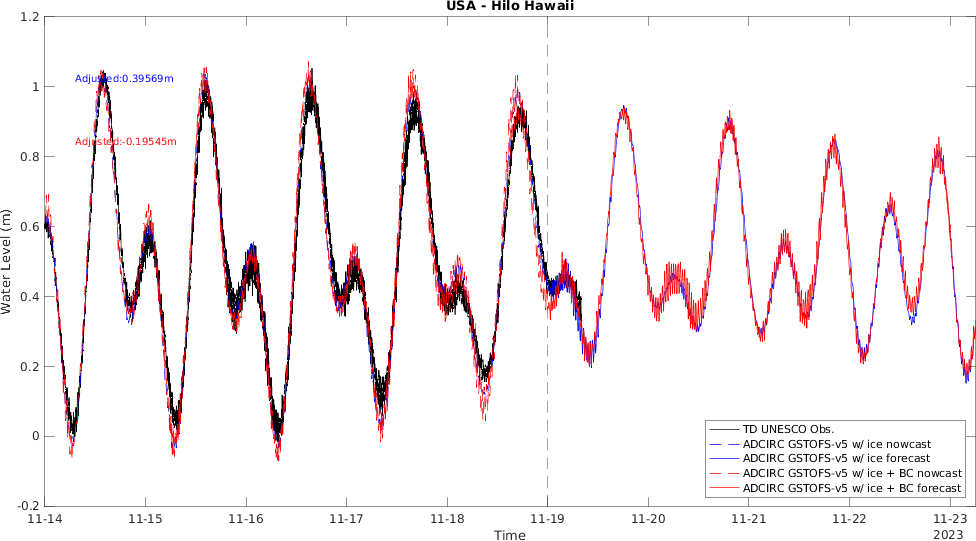 USA - Hilo Hawaii
1.2
1
0.8
0.6
0.4
0.2
0
-0.2
Water Level (m)
Adjusted:0.39569m
Adjusted:-0.19545m
TD UNESCO Obs.
ADCIRC GSTOFS-v5 w/ ice nowcast
ADCIRC GSTOFS-v5 w/ ice forecast
ADCIRC GSTOFS-v5 w/ ice + BC nowcast
ADCIRC GSTOFS-v5 w/ ice + BC forecast
11-14 11-15 11-16 11-17 11-18 11-19 11-20 11-21 11-22 11-23
Time
2023